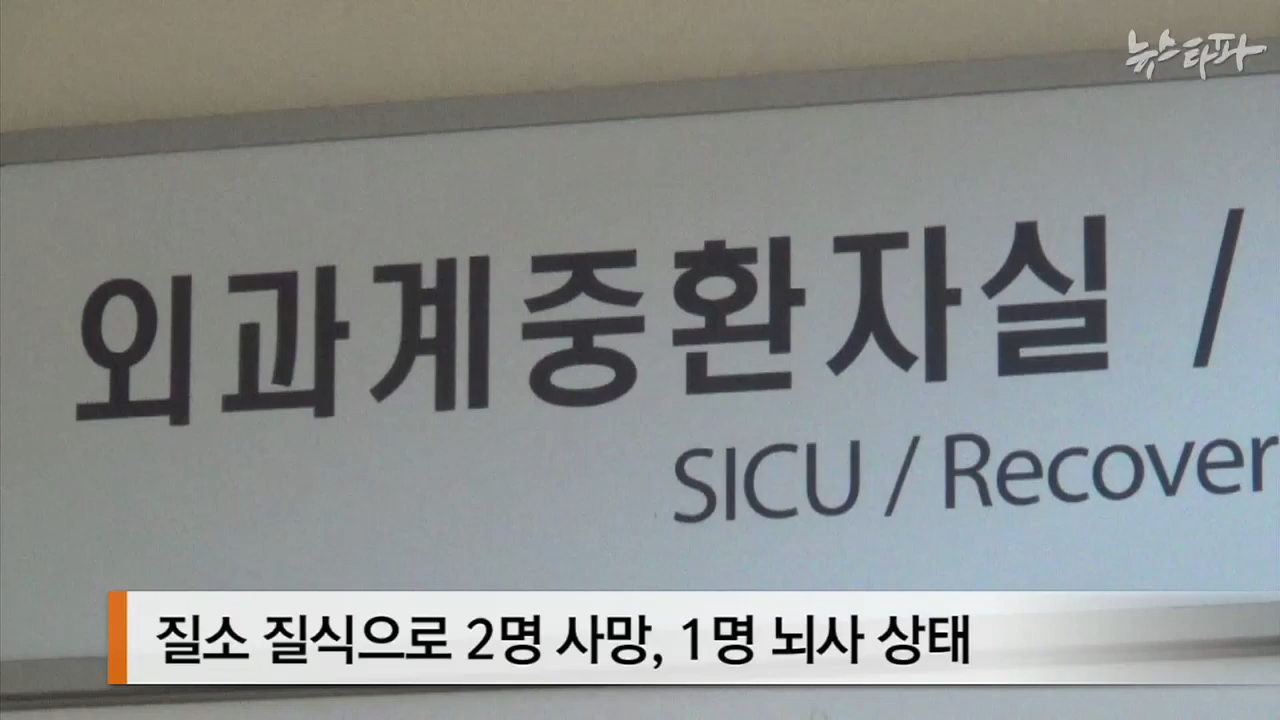 뉴스타파
외과계중환자실 /
SICU / Recover
질소 질식으로 2명 사망, 1명 뇌사 상태